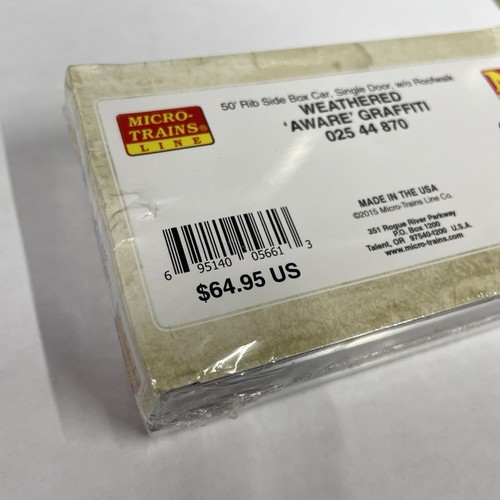 MICRO-
TRAINS®
LINE
50' Rib Side Box Car, Single Door, w/o Roofwalk
WEATHERED
'AWARE' GRAFFITI
025 44 870
MADE IN THE USA
©2015 Micro-Trains Line Co.
351 Rogue River Parkway
P.O. Box 1200
Talent, OR 97540-1200 U.S.A.
www.micro-trains.com
6 95140 05661 3
$64.95 US